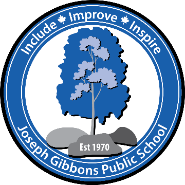 Include Improve Inspire
Est 1970
Joseph Gibbons Public School